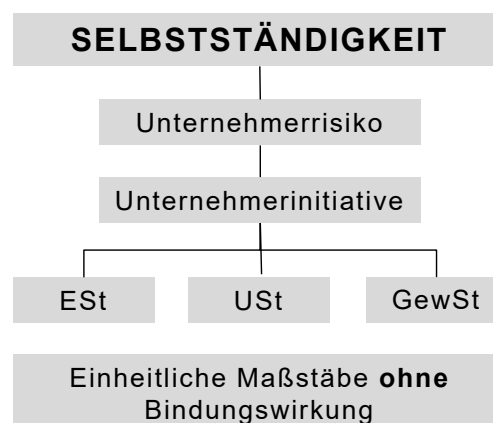 SELBSTSTÄNDIGKEIT
Unternehmerrisiko
Unternehmerinitiative
ESt
USt
GewSt
Einheitliche Maßstäbe ohne
Bindungswirkung